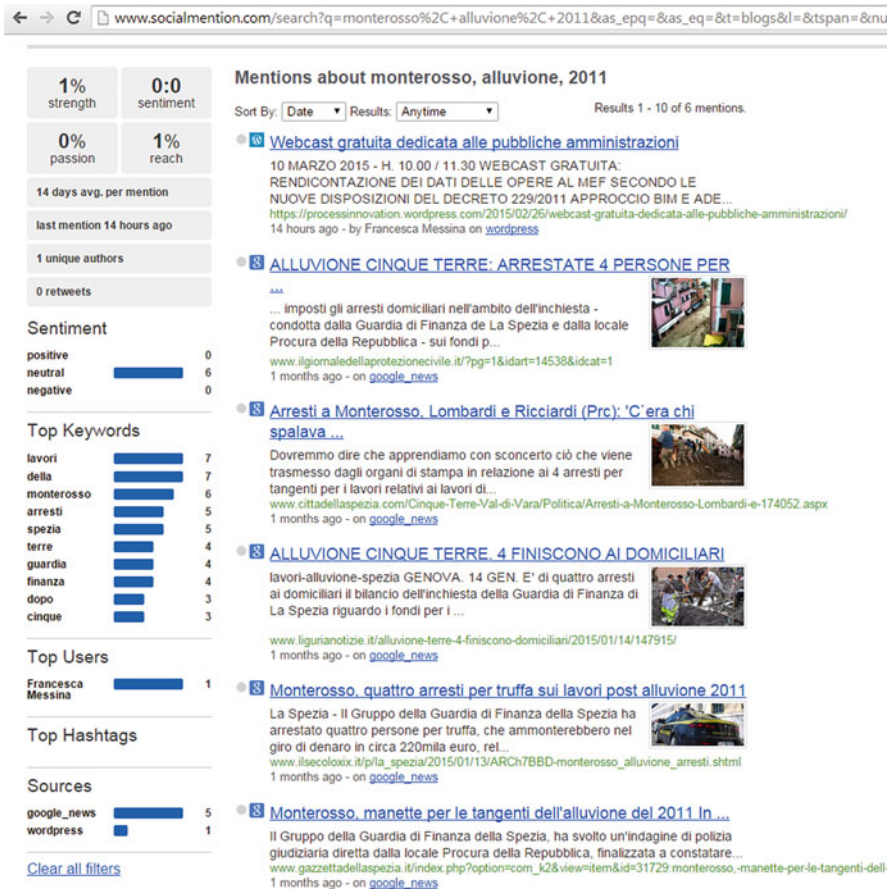 www.socialmention.com/search?q=monterosso%2C+alluvione%2C+2011&as_epq=&as_eq=&t=blogs&l=&tspan=&nu
1%
strength
0:0
sentiment
0%
passion
1%
reach
14 days avg. per mention
last mention 14 hours ago
1 unique authors
0 retweets
Sentiment
positive 0
neutral 6
negative 0
Top Keywords
lavori 7
della 7
monterosso 6
arresti 5
spezia 5
terre 4
guardia 4
finanza 4
dopo 3
cinque 3
Top Users
Francesca
Messina 1
Top Hashtags
Sources
google_news 5
wordpress 1
Clear all filters
Mentions about monterosso, alluvione, 2011
Sort By: Date Results: Anytime Results 1 - 10 of 6 mentions.
Webcast gratuita dedicata alle pubbliche amministrazioni
10 MARZO 2015 - H. 10.00 / 11.30 WEBCAST GRATUITA:
RENDICONTAZIONE DEI DATI DELLE OPERE AL MEF SECONDO LE
NUOVE DISPOSIZIONI DEL DECRETO 229/2011 APPROCCIO BIM E ADE...
https://processinnovation.wordpress.com/2015/02/26/webcast-gratuita-dedicata-alle-pubbliche-amministrazioni/
14 hours ago - by Francesca Messina on wordpress
ALLUVIONE CINQUE TERRE: ARRESTATE 4 PERSONE PER
...
... imposti gli arresti domiciliari nell'ambito dell'inchiesta -
condotta dalla Guardia di Finanza de La Spezia e dalla locale
Procura della Repubblica - sui fondi p...
www.ilgiornaledellaprotezionecivile.it/?pg=1&idart=14538&idcat=1
1 months ago - on google_news
Arresti a Monterosso, Lombardi e Ricciardi (Prc): 'C`era chi
spalava ...
Dovremmo dire che apprendiamo con sconcerto ciò che viene
trasmesso dagli organi di stampa in relazione ai 4 arresti per
tangenti per i lavori relativi ai lavori di...
www.cittadellaspezia.com/Cinque-Terre-Val-di-Vara/Politica/Arresti-a-Monterosso-Lombardi-e-174052.aspx
1 months ago - on google_news
ALLUVIONE CINQUE TERRE. 4 FINISCONO AI DOMICILIARI
lavori-alluvione-spezia GENOVA. 14 GEN. E' di quattro arresti
ai domiciliari il bilancio dell'inchiesta della Guardia di Finanza di
La Spezia riguardo i fondi per i ...
www.ligurianotizie.it/alluvione-terre-4-finiscono-domiciliari/2015/01/14/147915/
1 months ago - on google_news
Monterosso, quattro arresti per truffa sui lavori post alluvione 2011
La Spezia - Il Gruppo della Guardia di Finanza della Spezia ha
arrestato quattro persone per truffa, che ammonterebbero nel
giro di denaro in circa 220mila euro, rel...
www.ilsecoloxix.it/p/la_spezia/2015/01/13/ARCh7BBD-monterosso_alluvione_arresti.shtml
1 months ago - on google_news
Monterosso, manette per le tangenti dell'alluvione del 2011 In ...
Il Gruppo della Guardia di Finanza della Spezia, ha svolto un'indagine di polizia
giudiziaria diretta dalla locale Procura della Repubblica, finalizzata a constatare...
www.gazzettadellaspezia.it/index.php?option=com_k2&view=item&id=31729:monterosso,-manette-per-le-tangenti-dell-
1 months ago - on google_news